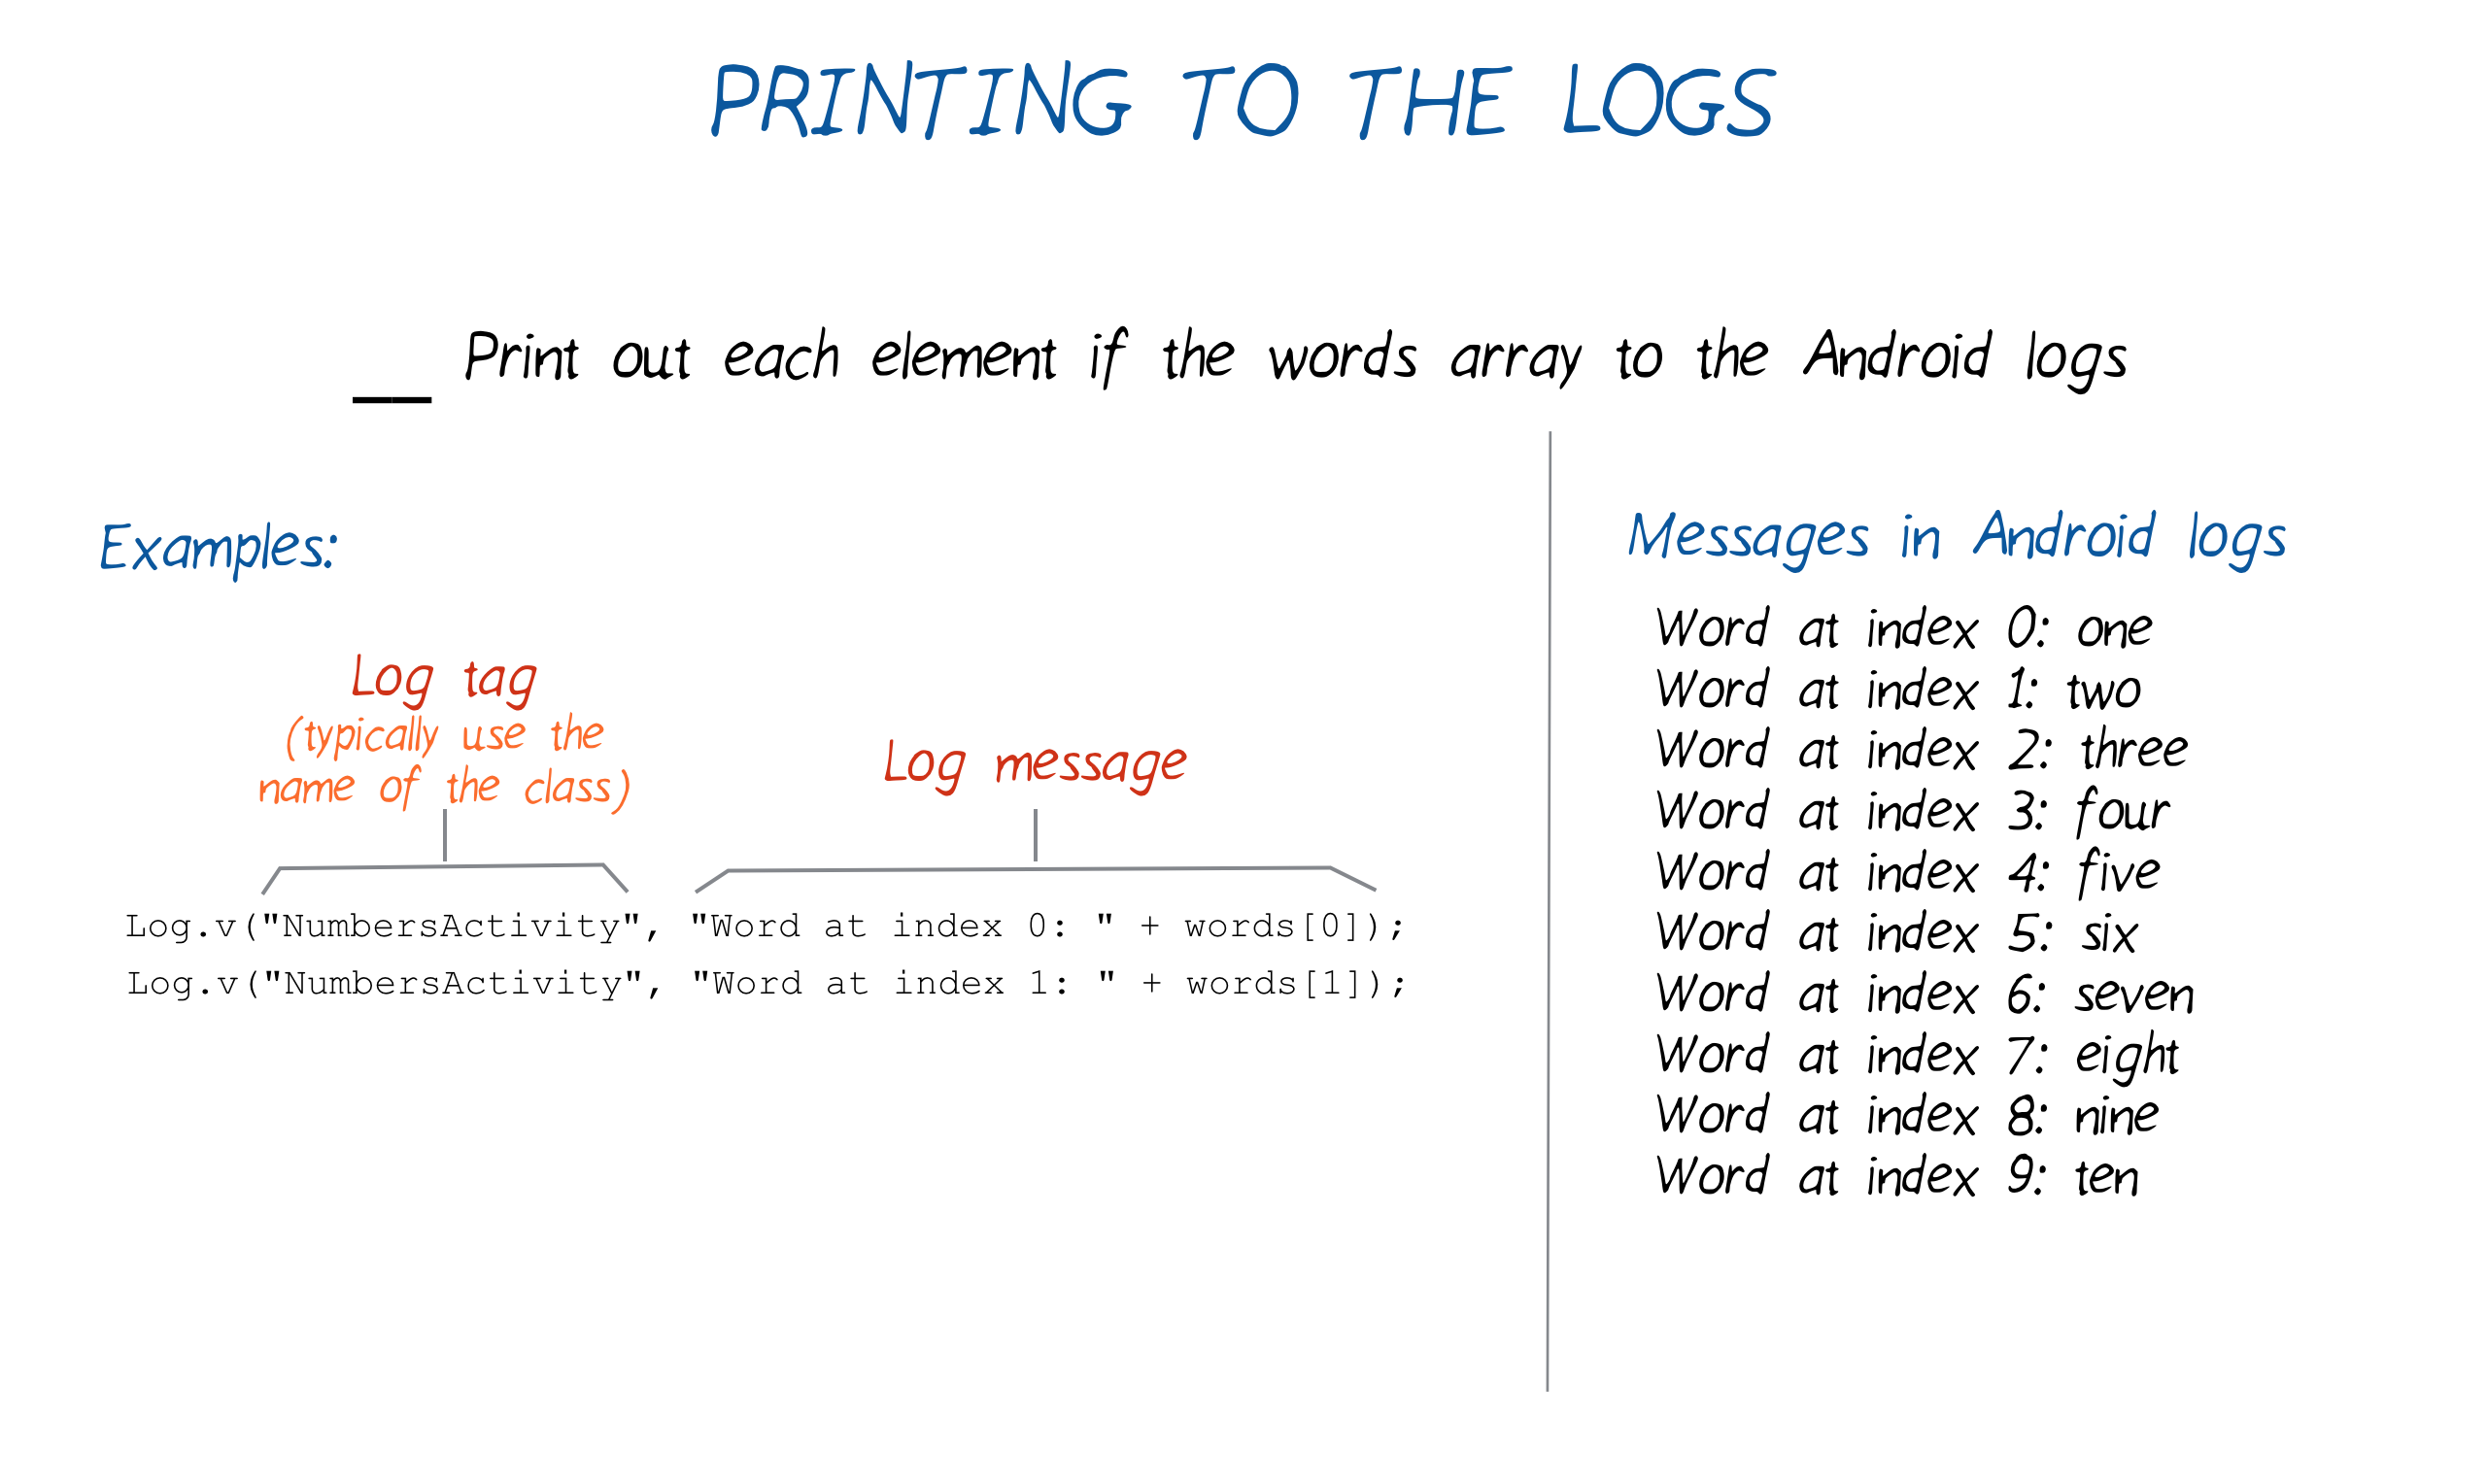 PRINTING TO THE LOGS
__ Print out each element if the words array to the Android logs
Examples:
Log tag
(typically use the
name of the class)
Log message
Log.v("NumbersActivity", "Word at index 0: " + words[0]);
Log.v("NumbersActivity", "Word at index 1: " + words[1]);
Messages in Android logs
Word at index 0: one
Word at index 1: two
Word at index 2: three
Word at index 3: four
Word at index 4: five
Word at index 5: six
Word at index 6: seven
Word at index 7: eight
Word at index 8: nine
Word at index 9: ten